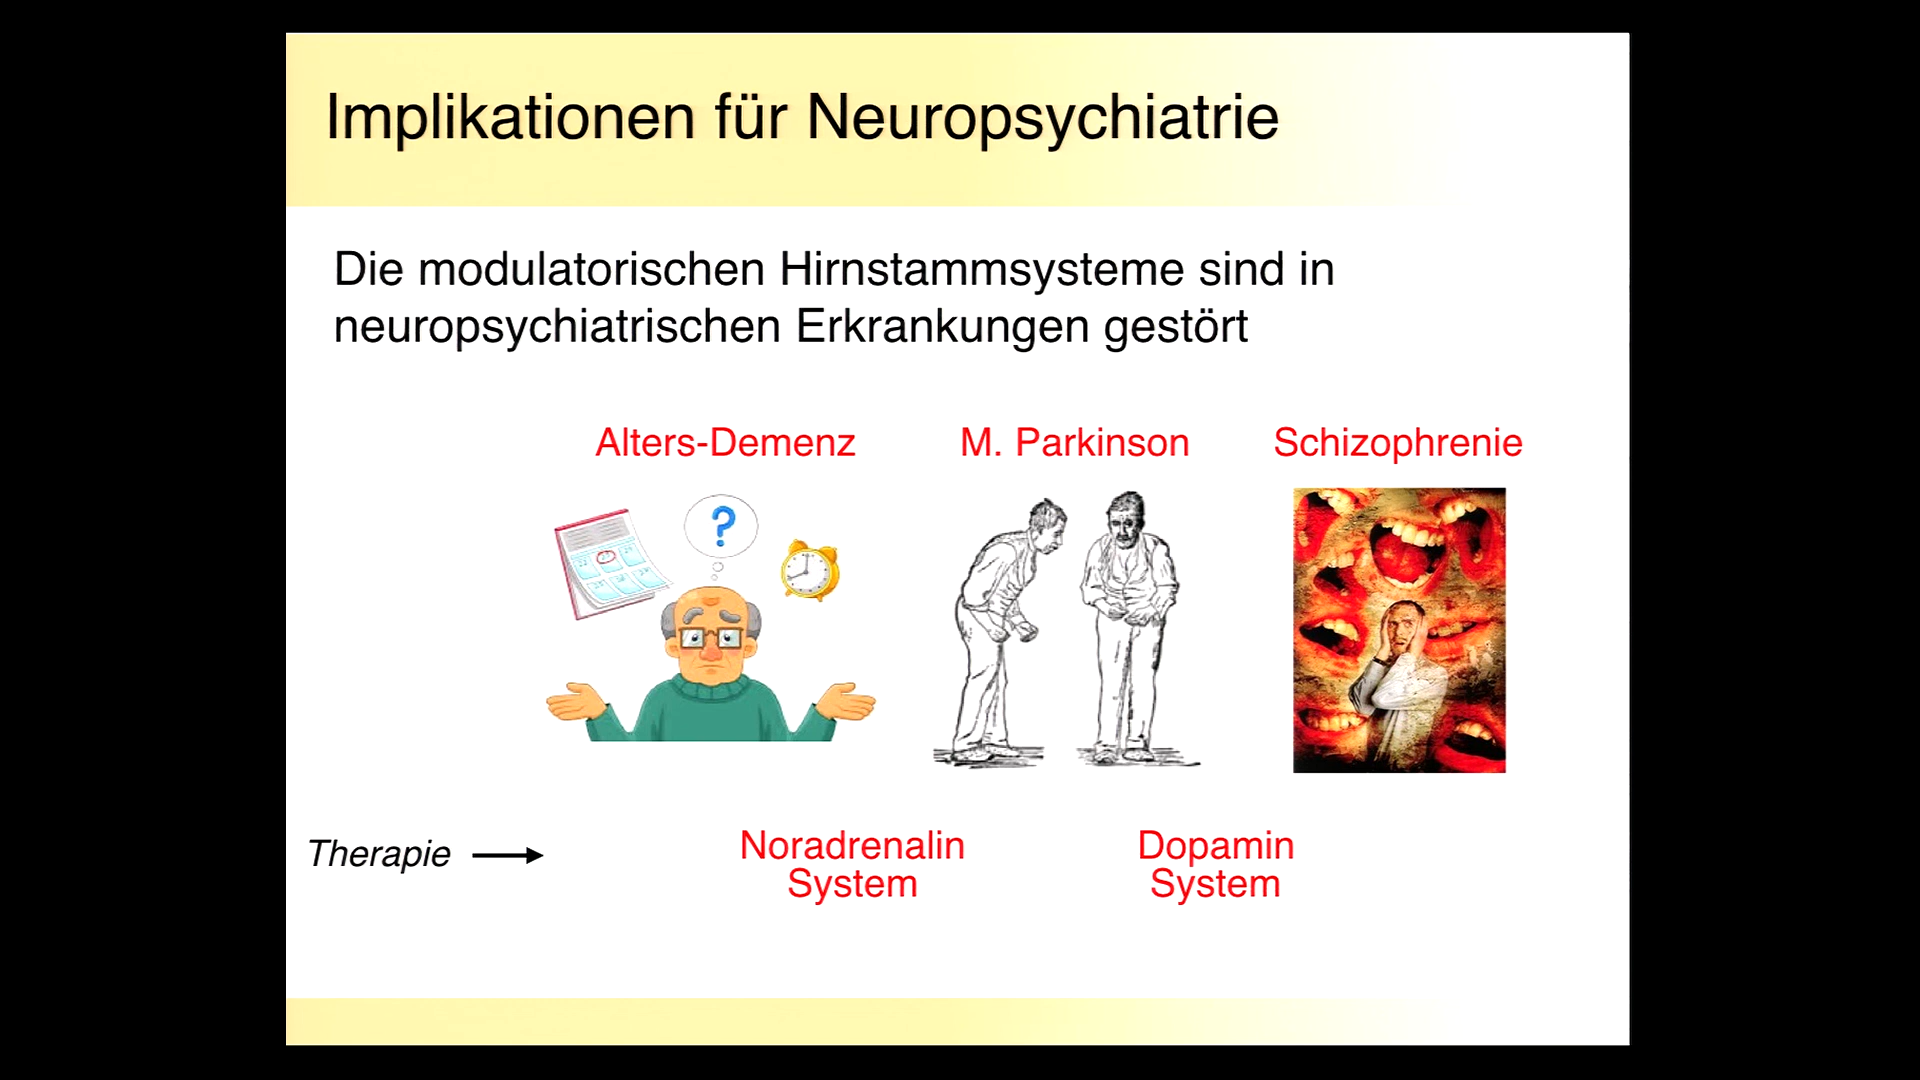 Implikationen für Neuropsychiatrie
Die modulatorischen Hirnstammsysteme sind in
neuropsychiatrischen Erkrankungen gestört
Alters-Demenz
M. Parkinson
Schizophrenie
?
Therapie
Noradrenalin
System
Dopamin
System